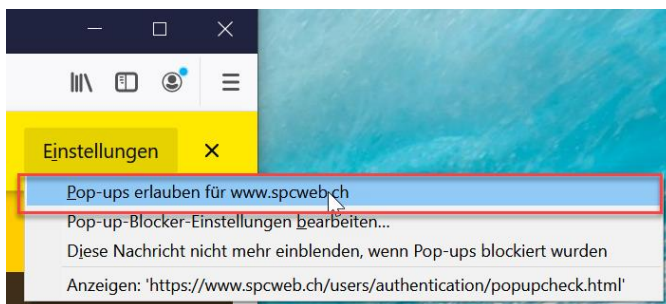 Einstellungen
Pop-ups erlauben für www.spcweb.ch
Pop-up-Blocker-Einstellungen bearbeiten...
Diese Nachricht nicht mehr einblenden, wenn Pop-ups blockiert wurden
Anzeigen: 'https://www.spcweb.ch/users/authentication/popupcheck.html'